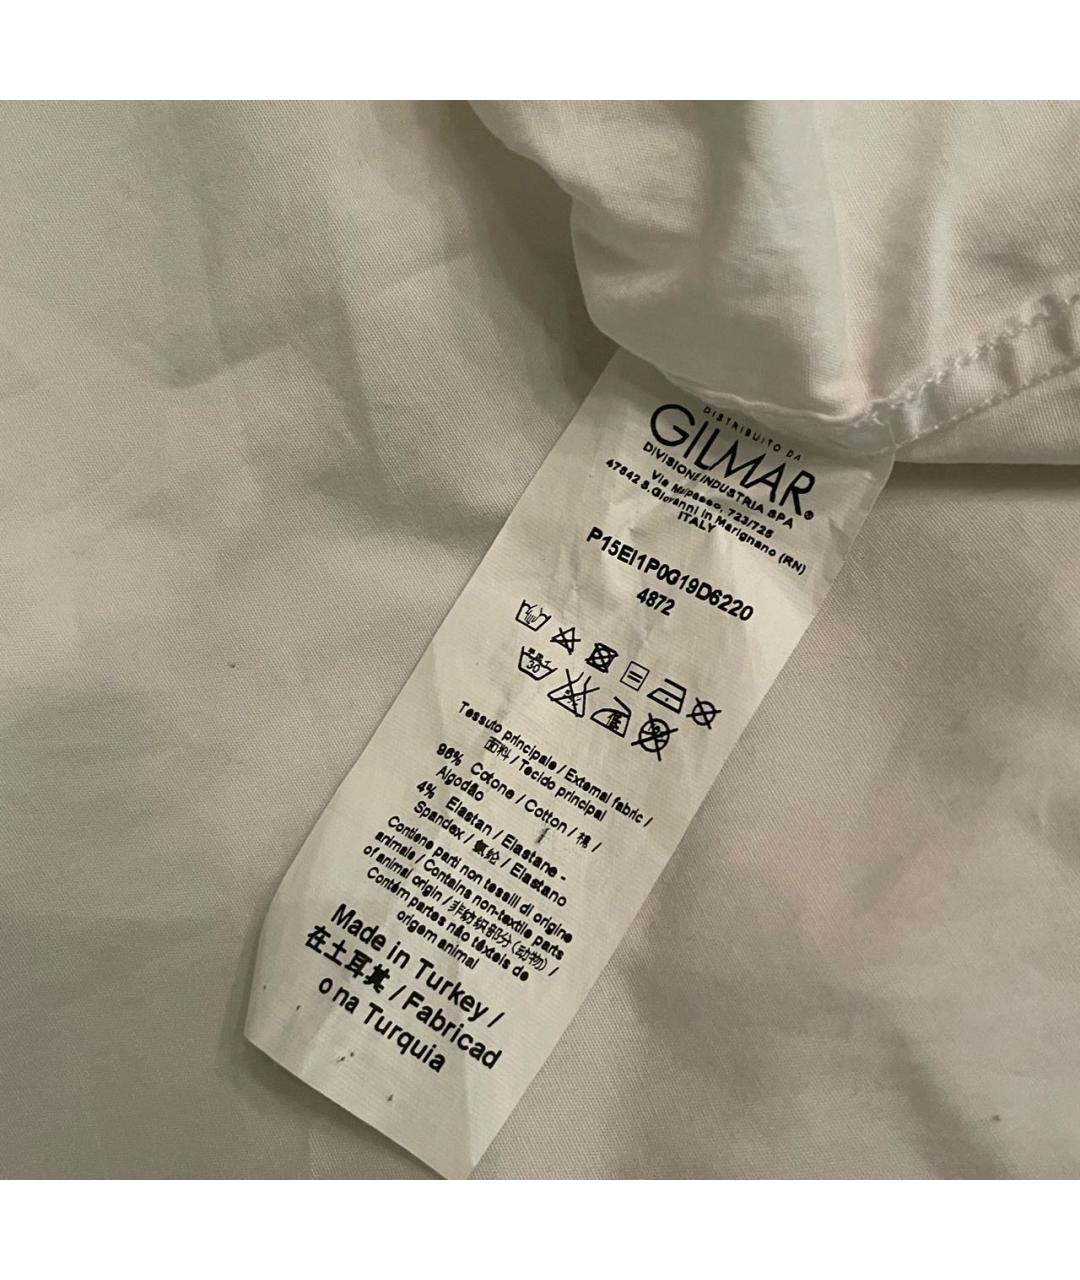 DISTRIBUITO DA
GILMAR®
DIVISIONE INDUSTRIA SPA
Via Malpasso, 723/725
47842 S.Giovanni in Marignano (RN)
ITALY
P15EI1P0G19D6220
4872
30
低
Tessuto principale / External fabric /
面料 / Tecido principal
96% Cotone / Cotton / 棉 /
Algodão
4% Elastan / Elastane -
Spandex / 氨纶 / Elastano
Contiene parti non tessili di origine
animale / Contains non-textile parts
of animal origin / 非纺织部分(动物) /
Contém partes não têxteis de
origem animal
Made in Turkey /
在土耳其 / Fabricad
o na Turquia